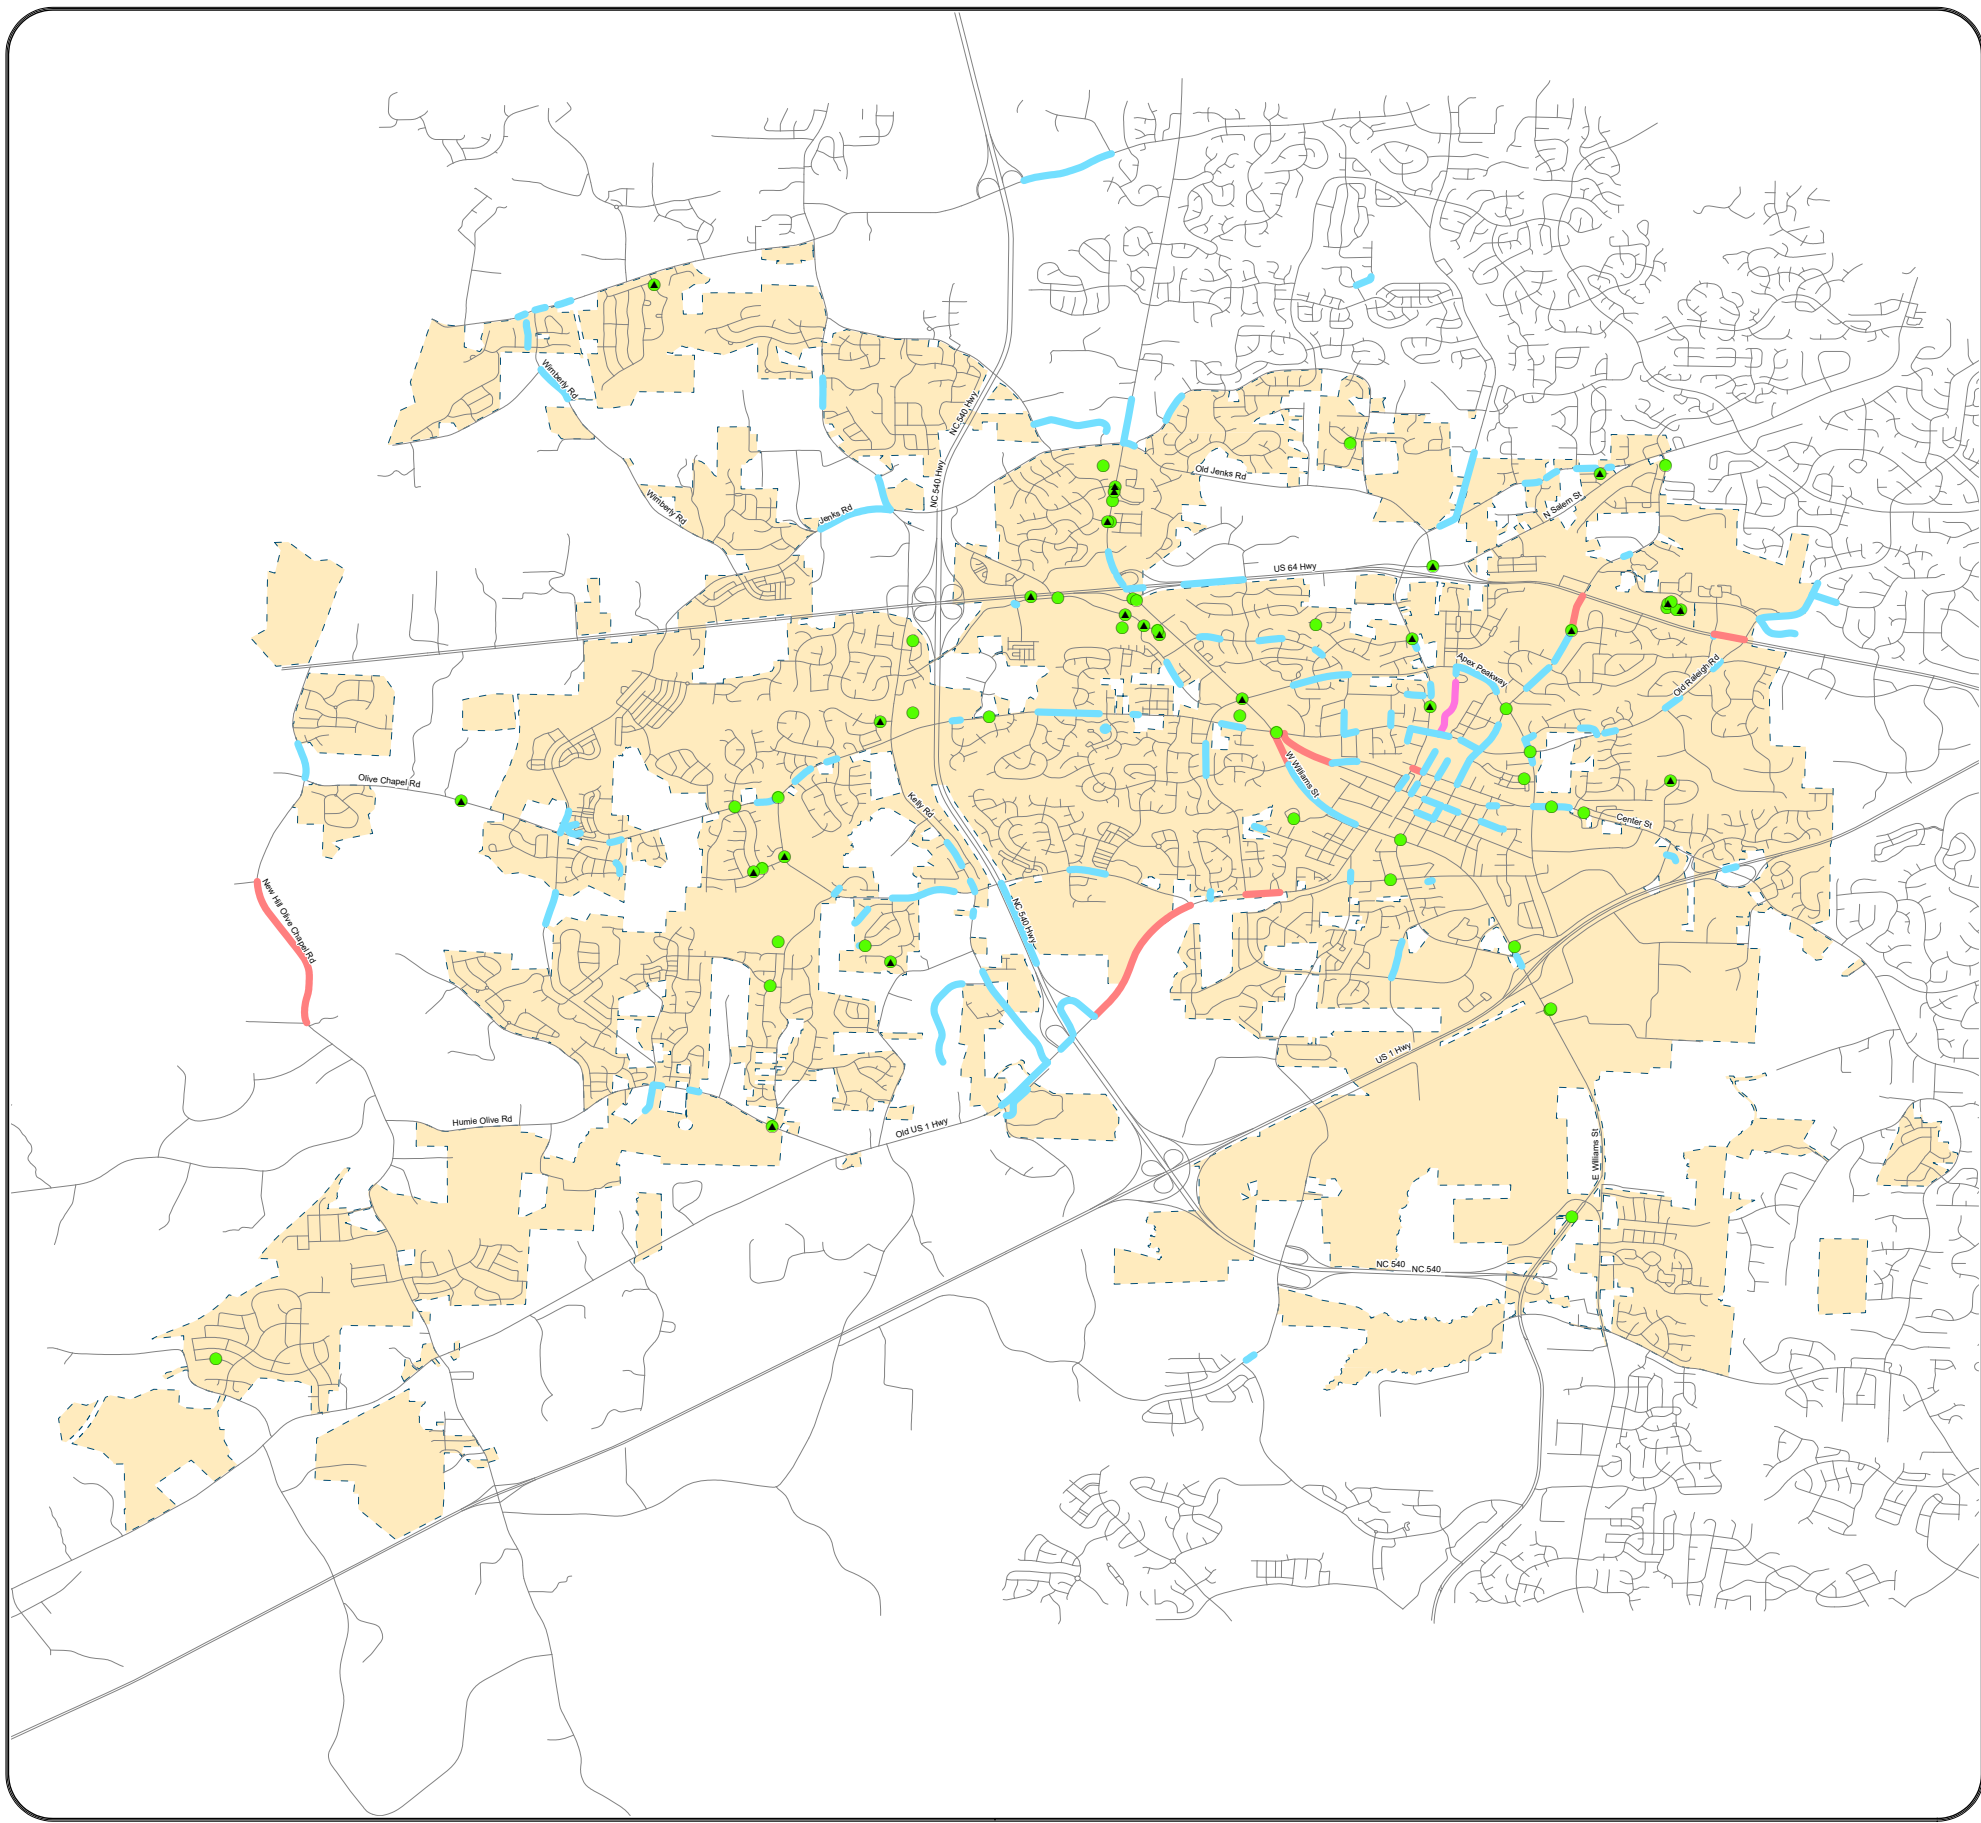 Wimberly Rd
NC 540 Hwy
NC 540 Hwy
Old Jenks Rd
Wimberly Rd
Jenks Rd
N Salem St
US 64 Hwy
Apex Peakway
Old Raleigh Rd
Olive Chapel Rd
W Williams St
Kelly Rd
Center St
New Hill Olive Chapel Rd
NC 540 Hwy
US 1 Hwy
Humie Olive Rd
Old US 1 Hwy
E Williams St
NC 540
NC 540